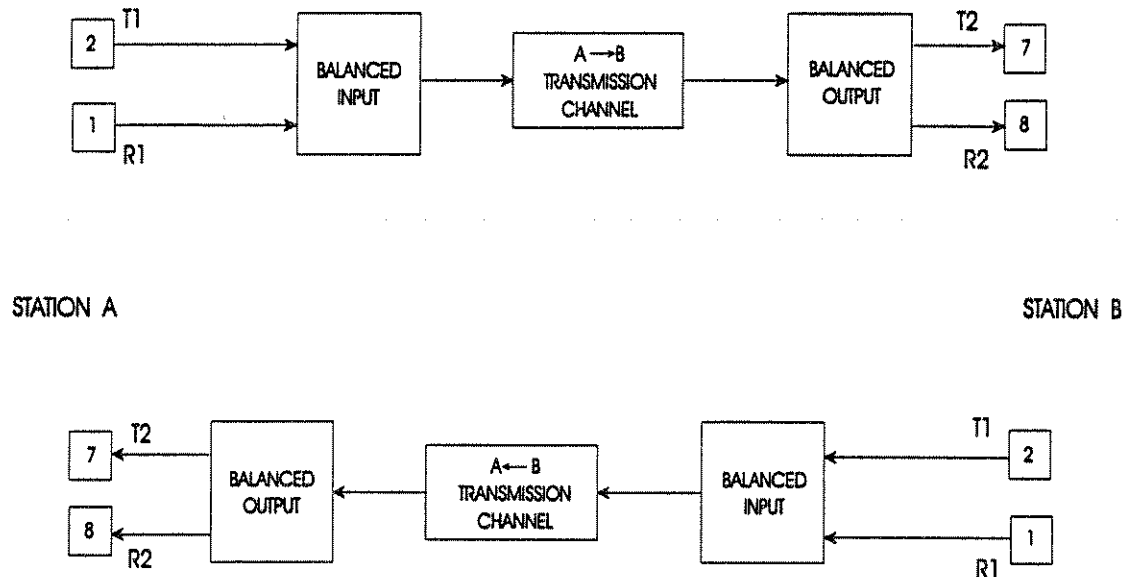 T1
2
BALANCED
INPUT
A → B
TRANSMISSION
CHANNEL
BALANCED
OUTPUT
T2
7
1
R1
8
R2
STATION A
STATION B
7
T2
BALANCED
OUTPUT
A ← B
TRANSMISSION
CHANNEL
BALANCED
INPUT
T1
2
8
R2
1
R1